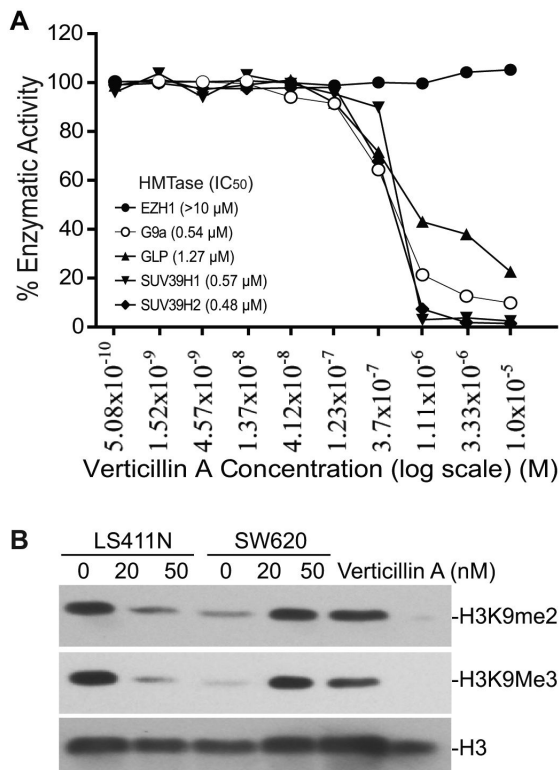 A
120
100
80
60
40
20
0
% Enzymatic Activity
HMTase (IC50)
EZH1 (>10 µM)
G9a (0.54 µM)
GLP (1.27 µM)
SUV39H1 (0.57 µM)
SUV39H2 (0.48 µM)
5.08x10-10
1.52x10-9
4.57x10-9
1.37x10-8
4.12x10-8
1.23x10-7
3.7x10-7
1.11x10-6
3.33x10-6
1.0x10-5
Verticillin A Concentration (log scale) (M)
B
LS411N SW620
0 20 50 0 20 50 Verticillin A (nM)
-H3K9me2
-H3K9Me3
-H3